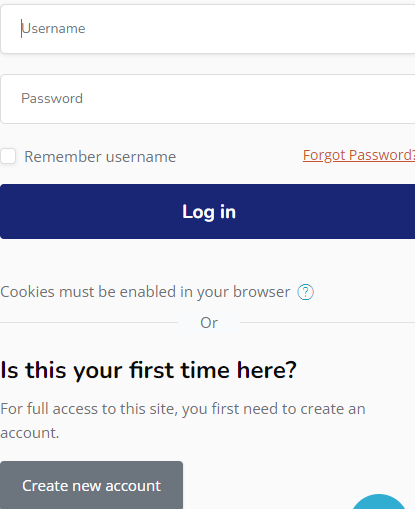 Username
Password
Remember username
Forgot Password?
Log in
Cookies must be enabled in your browser ?
Or
Is this your first time here?
For full access to this site, you first need to create an
account.
Create new account